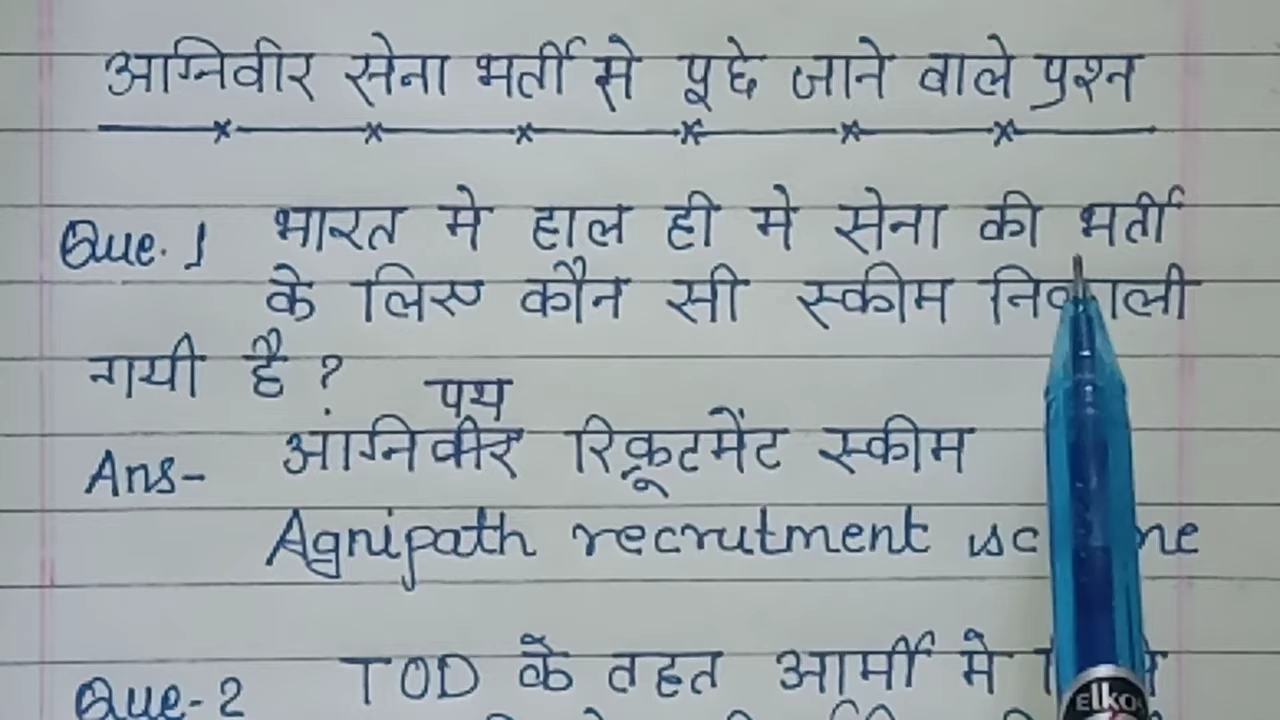 अग्निवीर सेना भर्ती मे पूछे जाने वाले प्रश्न
Que. 1 भारत मे हाल ही मे सेना की भर्ती
के लिए कौन सी स्कीम निकाली
गयी है ?
पथ
Ans- अग्निवीर रिक्रूटमेंट स्कीम
Agnipath recrutment
Que-2 TOD के तहत आर्मी मे
elko